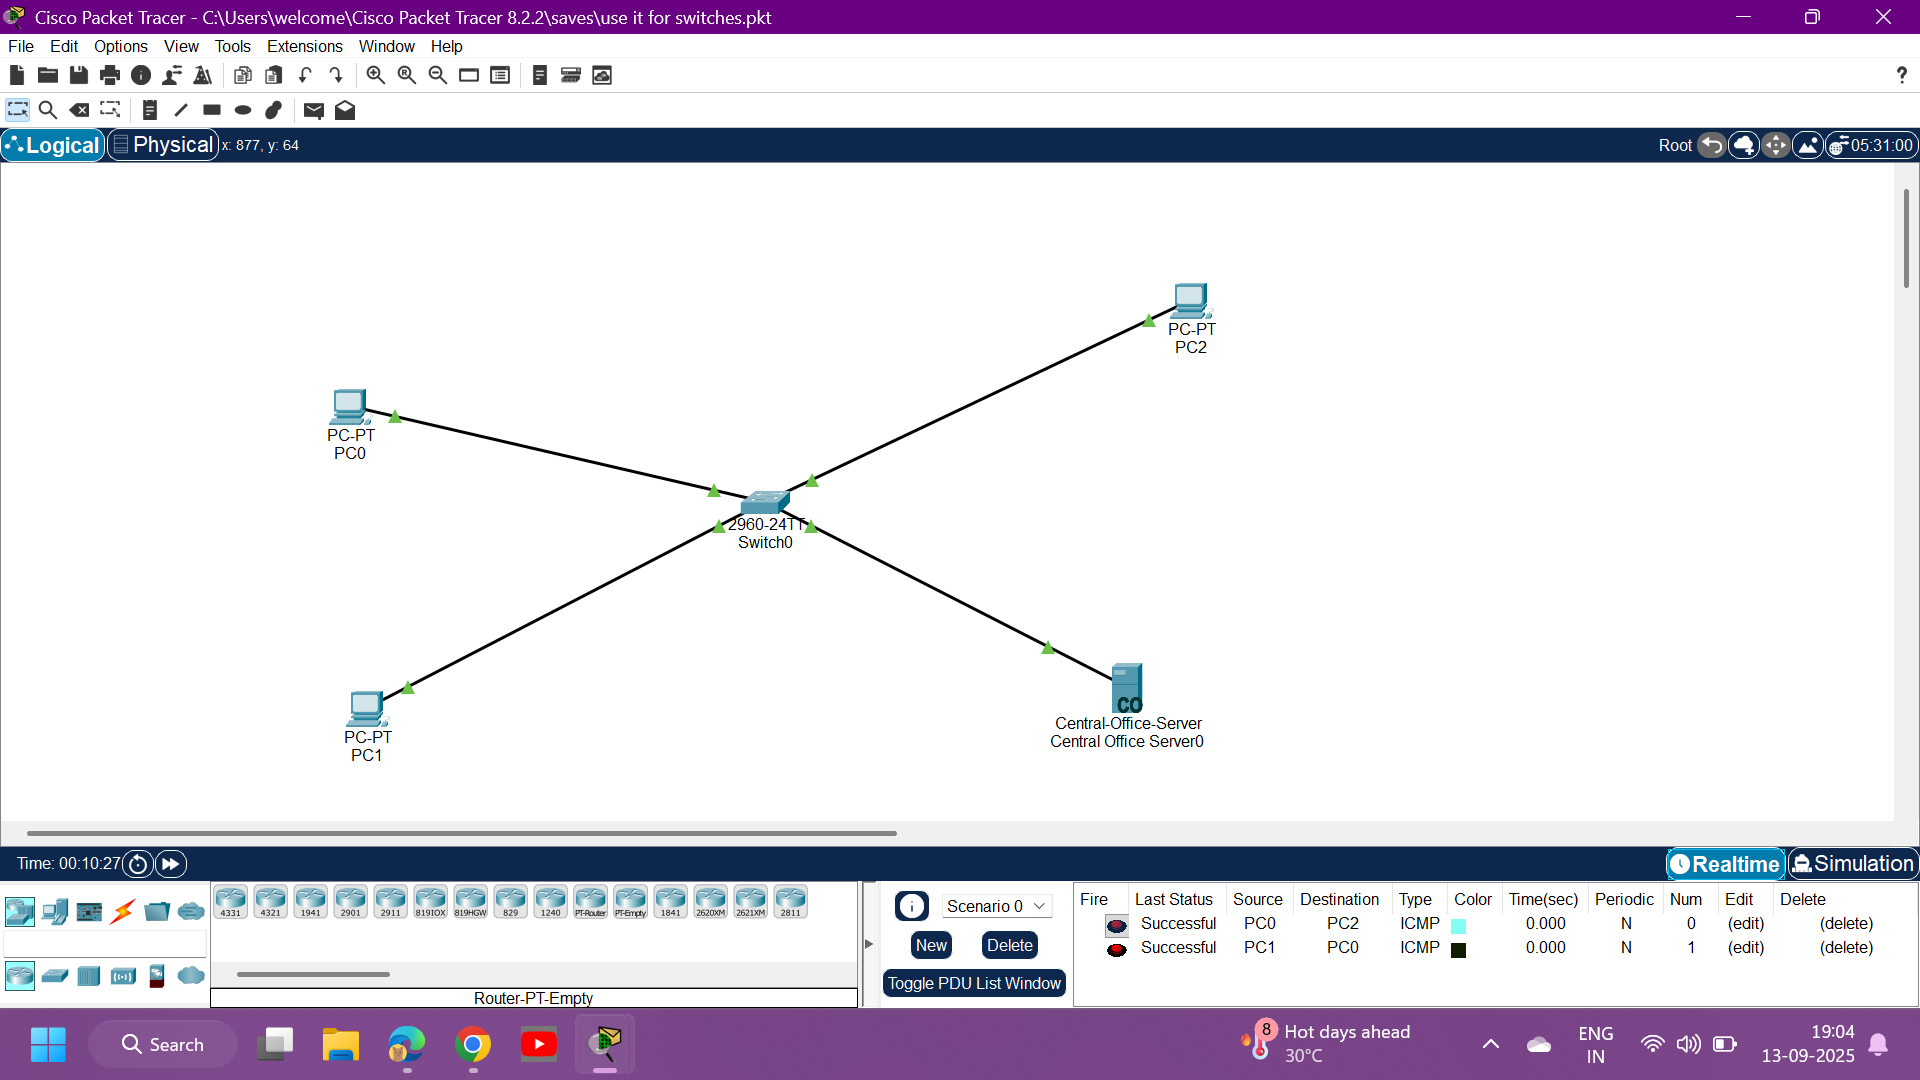 Cisco Packet Tracer - C:\Users\welcome\Cisco Packet Tracer 8.2.2\saves\use it for switches.pkt
File Edit Options View Tools Extensions Window Help
?
Logical Physical x: 877, y: 64 Root 05:31:00
PC-PT
PC2
PC-PT
PC0
2960-24TT
Switch0
CO
Central-Office-Server
Central Office Server0
PC-PT
PC1
Time: 00:10:27 Realtime Simulation
4331 4321 1941 2901 2911 819IOX 819HGW 829 1240 PT-Router PT-Empty 1841 2620XM 2621XM 2811
Router-PT-Empty
Scenario 0
New Delete
Toggle PDU List Window
Fire Last Status Source Destination Type Color Time(sec) Periodic Num Edit Delete
Successful PC0 PC2 ICMP 0.000 N 0 (edit) (delete)
Successful PC1 PC0 ICMP 0.000 N 1 (edit) (delete)
Search
8 Hot days ahead
30°C
ENG
IN
19:04
13-09-2025